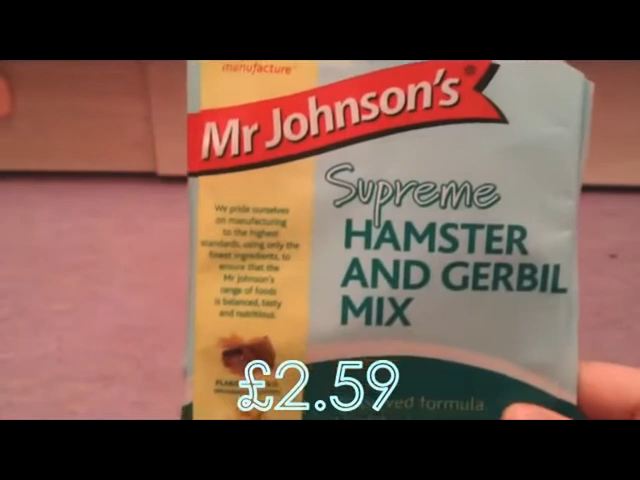 manufacture
Mr Johnson's
Supreme
HAMSTER
AND GERBIL
MIX
We pride ourselves
on manufacturing
to the highest
standards, using only the
finest ingredients, to
ensure that the
Mr Johnson's
range of foods
is balanced, tasty
and nutritious.
£2.59
formula